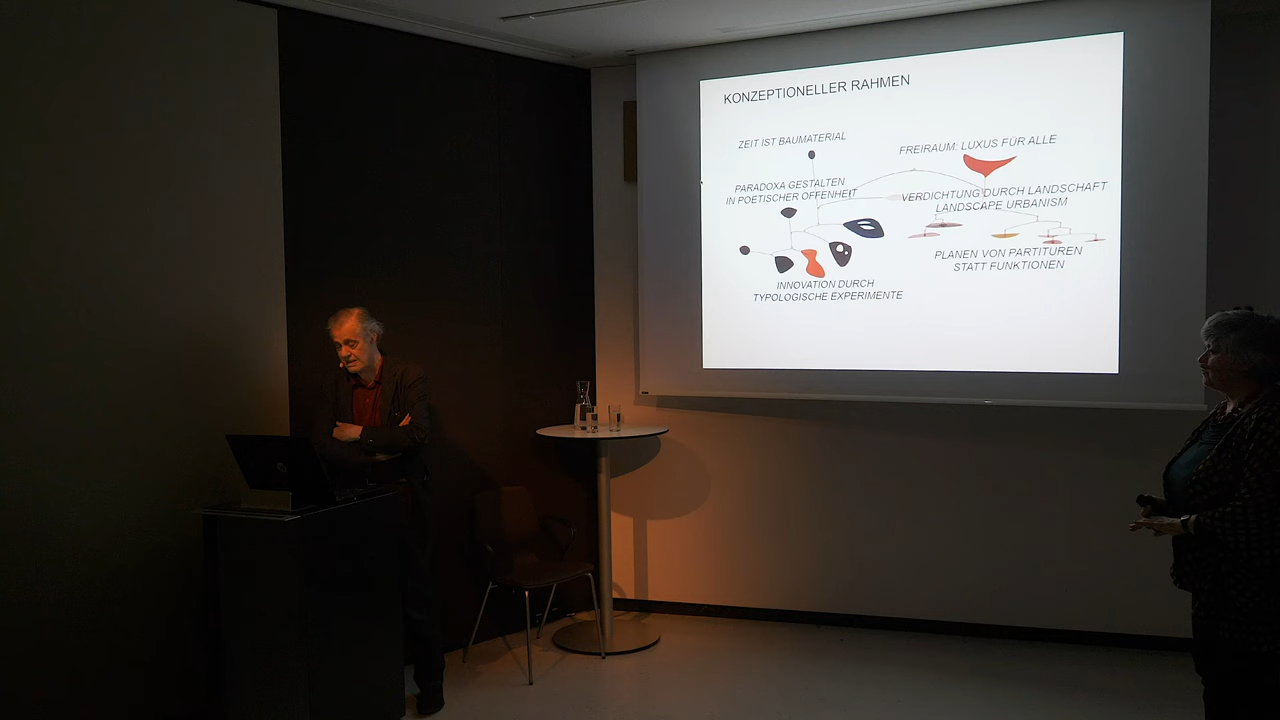 KONZEPTIONELLER RAHMEN
ZEIT IST BAUMATERIAL
FREIRAUM: LUXUS FÜR ALLE
PARADOXA GESTALTEN
IN POETISCHER OFFENHEIT
VERDICHTUNG DURCH LANDSCHAFT
LANDSCAPE URBANISM
PLANEN VON PARTITUREN
STATT FUNKTIONEN
INNOVATION DURCH
TYPOLOGISCHE EXPERIMENTE